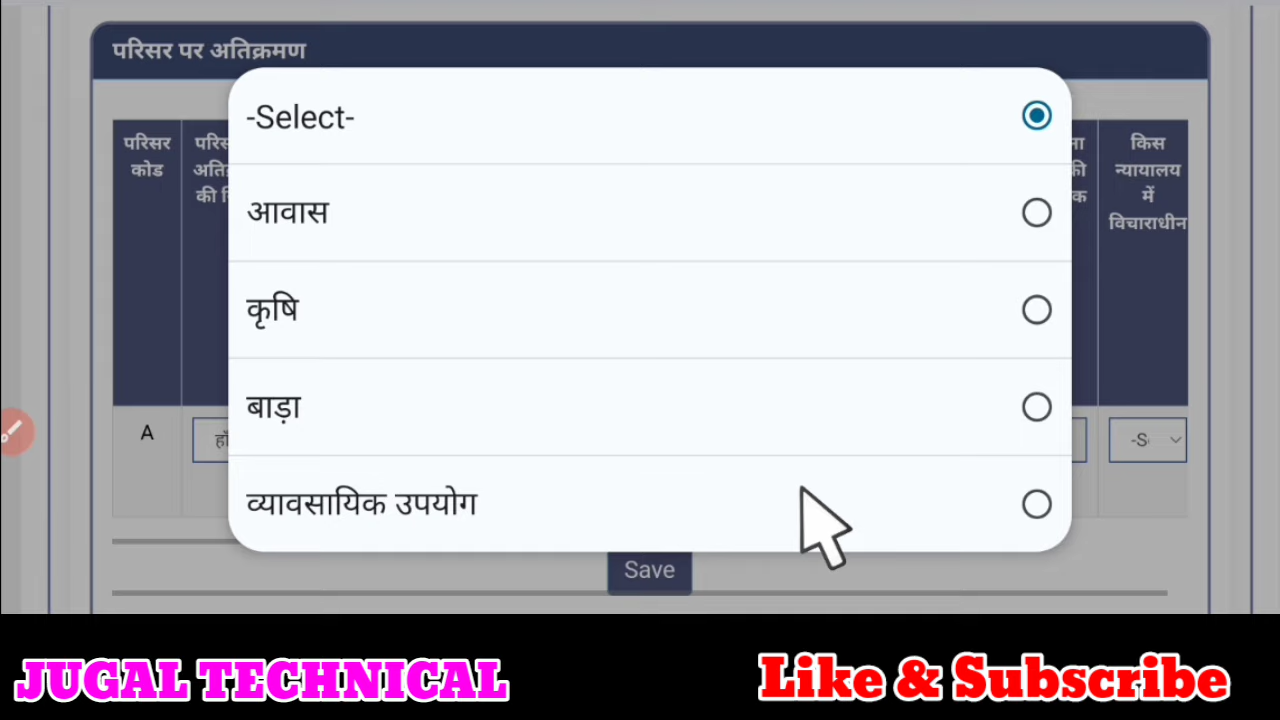 परिसर पर अतिक्रमण
-Select-
आवास
कृषि
बाड़ा
व्यावसायिक उपयोग
परिसर
कोड
किस
न्यायालय
में
विचाराधीन
A
Save
JUGAL TECHNICAL
Like & Subscribe